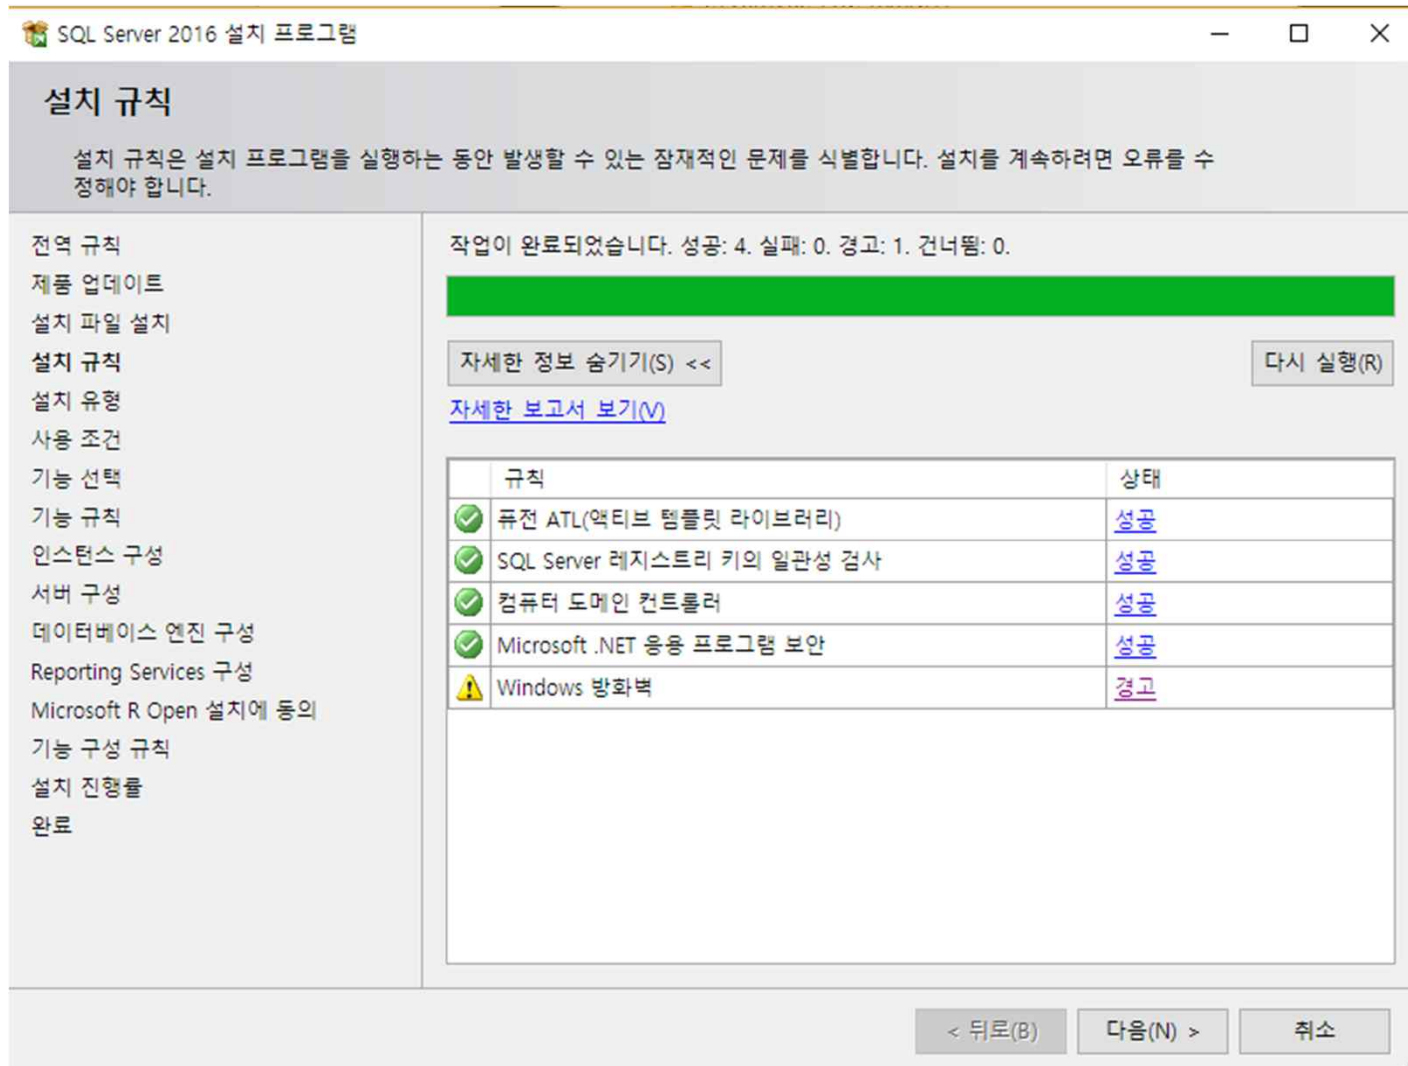 SQL Server 2016 설치 프로그램
설치 규칙
설치 규칙은 설치 프로그램을 실행하는 동안 발생할 수 있는 잠재적인 문제를 식별합니다. 설치를 계속하려면 오류를 수
정해야 합니다.
전역 규칙
제품 업데이트
설치 파일 설치
설치 규칙
설치 유형
사용 조건
기능 선택
기능 규칙
인스턴스 구성
서버 구성
데이터베이스 엔진 구성
Reporting Services 구성
Microsoft R Open 설치에 동의
기능 구성 규칙
설치 진행률
완료
작업이 완료되었습니다. 성공: 4. 실패: 0. 경고: 1. 건너뜀: 0.
자세한 정보 숨기기(S) <<
다시 실행(R)
자세한 보고서 보기(V)
규칙 상태
퓨전 ATL(액티브 템플릿 라이브러리) 성공
SQL Server 레지스트리 키의 일관성 검사 성공
컴퓨터 도메인 컨트롤러 성공
Microsoft .NET 응용 프로그램 보안 성공
Windows 방화벽 경고
< 뒤로(B) 다음(N) > 취소